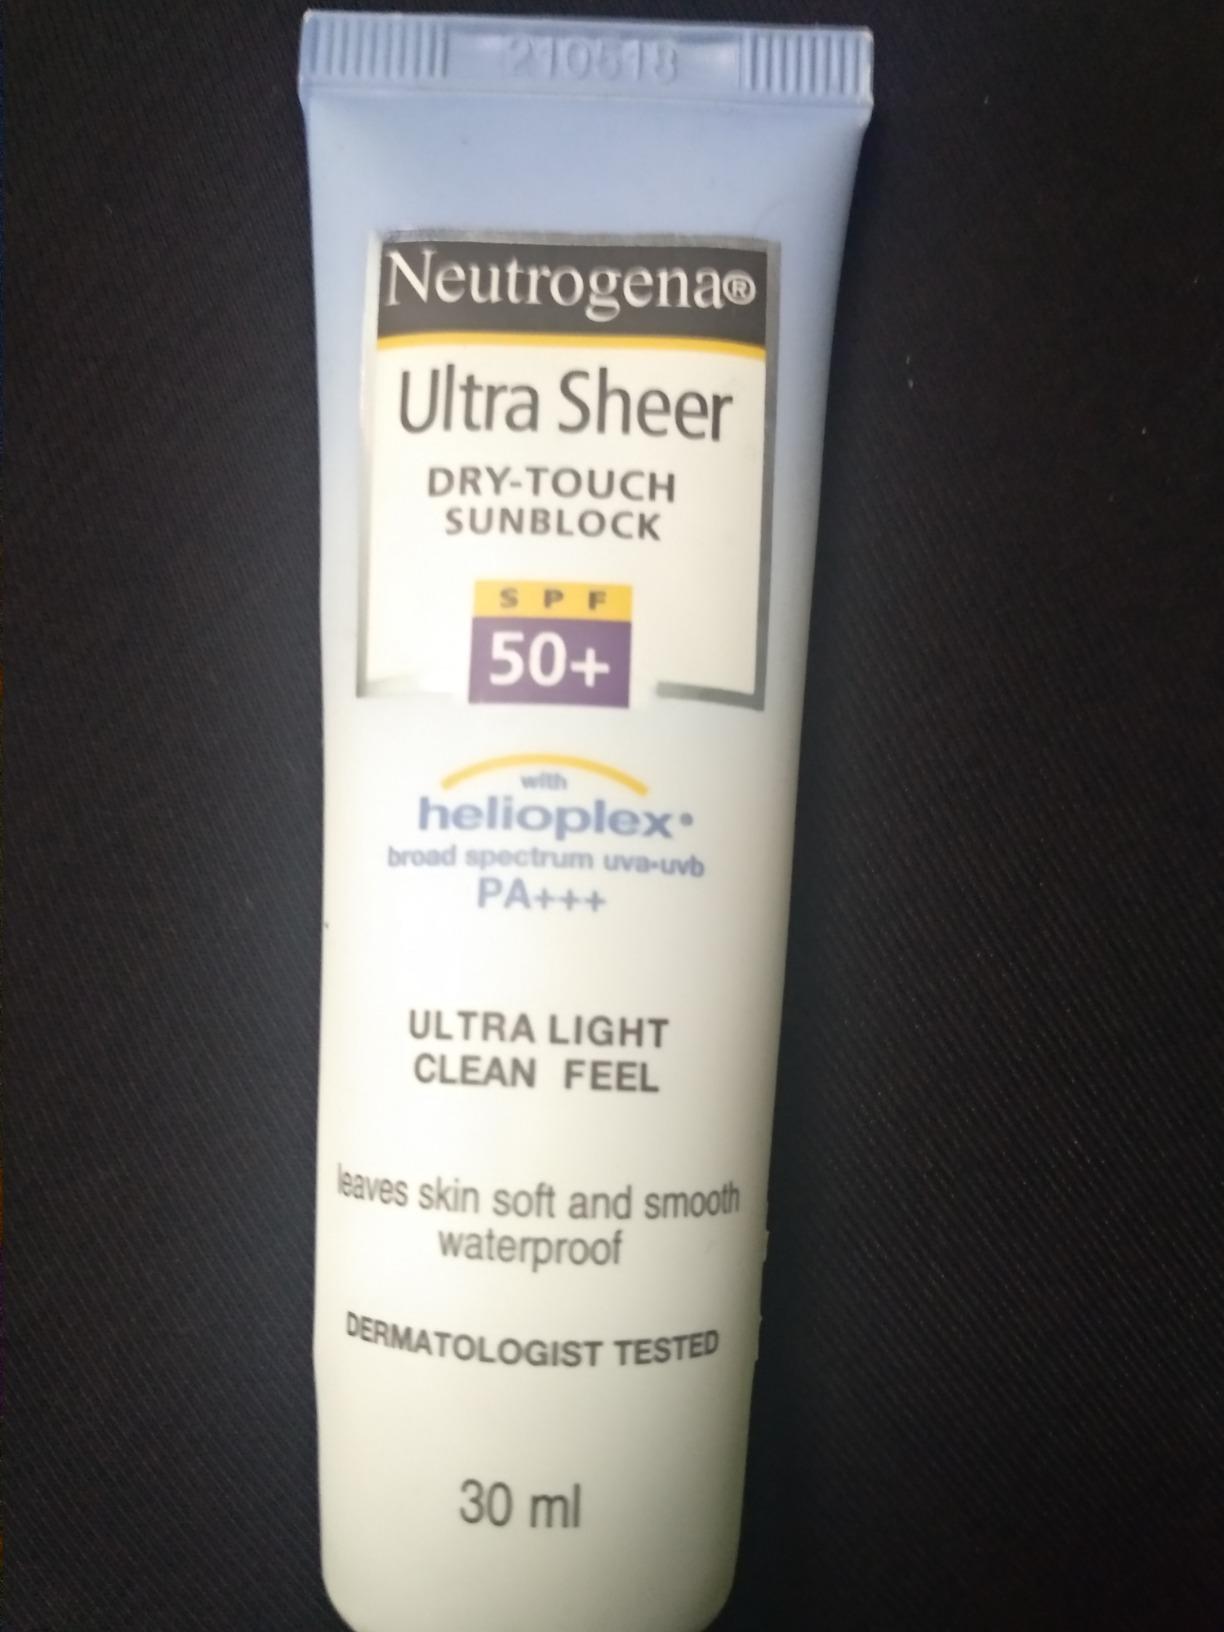 210518
Neutrogena®
Ultra Sheer
DRY-TOUCH
SUNBLOCK
SPF
50+
with
helioplex
broad spectrum uva•uvb
PA+++
ULTRA LIGHT
CLEAN FEEL
leaves skin soft and smooth
waterproof
DERMATOLOGIST TESTED
30 ml